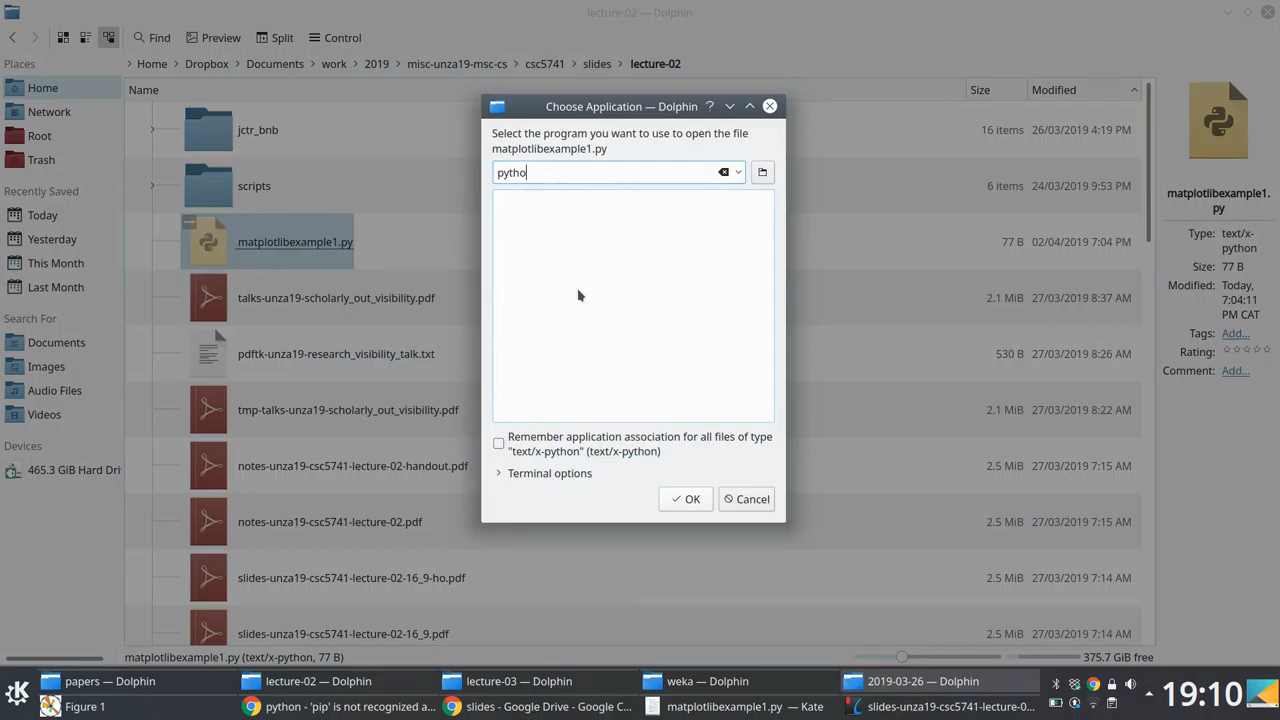 lecture-02 — Dolphin
Find
Preview
Split
Control
Places
Home
Network
Root
Trash
Recently Saved
Today
Yesterday
This Month
Last Month
Search For
Documents
Images
Audio Files
Videos
Devices
465.3 GiB Hard Dri
Home
Dropbox
Documents
work
2019
misc-unza19-msc-cs
csc5741
slides
lecture-02
Name
Size
Modified
jctr_bnb
16 items
26/03/2019 4:19 PM
scripts
6 items
24/03/2019 9:53 PM
matplotlibexample1.py
77 B
02/04/2019 7:04 PM
talks-unza19-scholarly_out_visibility.pdf
2.1 MiB
27/03/2019 8:37 AM
pdftk-unza19-research_visibility_talk.txt
530 B
27/03/2019 8:26 AM
tmp-talks-unza19-scholarly_out_visibility.pdf
2.1 MiB
27/03/2019 8:22 AM
notes-unza19-csc5741-lecture-02-handout.pdf
2.5 MiB
27/03/2019 7:15 AM
notes-unza19-csc5741-lecture-02.pdf
2.5 MiB
27/03/2019 7:15 AM
slides-unza19-csc5741-lecture-02-16_9-ho.pdf
2.5 MiB
27/03/2019 7:14 AM
slides-unza19-csc5741-lecture-02-16_9.pdf
2.5 MiB
27/03/2019 7:14 AM
Choose Application — Dolphin
Select the program you want to use to open the file
matplotlibexample1.py
pytho
Remember application association for all files of type
"text/x-python" (text/x-python)
Terminal options
OK
Cancel
matplotlibexample1.
py
Type: text/x-
python
Size: 77 B
Modified: Today,
7:04:11
PM CAT
Tags: Add...
Rating:
Comment: Add...
matplotlibexample1.py (text/x-python, 77 B)
375.7 GiB free
papers — Dolphin
lecture-02 — Dolphin
lecture-03 — Dolphin
weka — Dolphin
2019-03-26 — Dolphin
Figure 1
python - 'pip' is not recognized a...
slides - Google Drive - Google C...
matplotlibexample1.py — Kate
slides-unza19-csc5741-lecture-0...
19:10